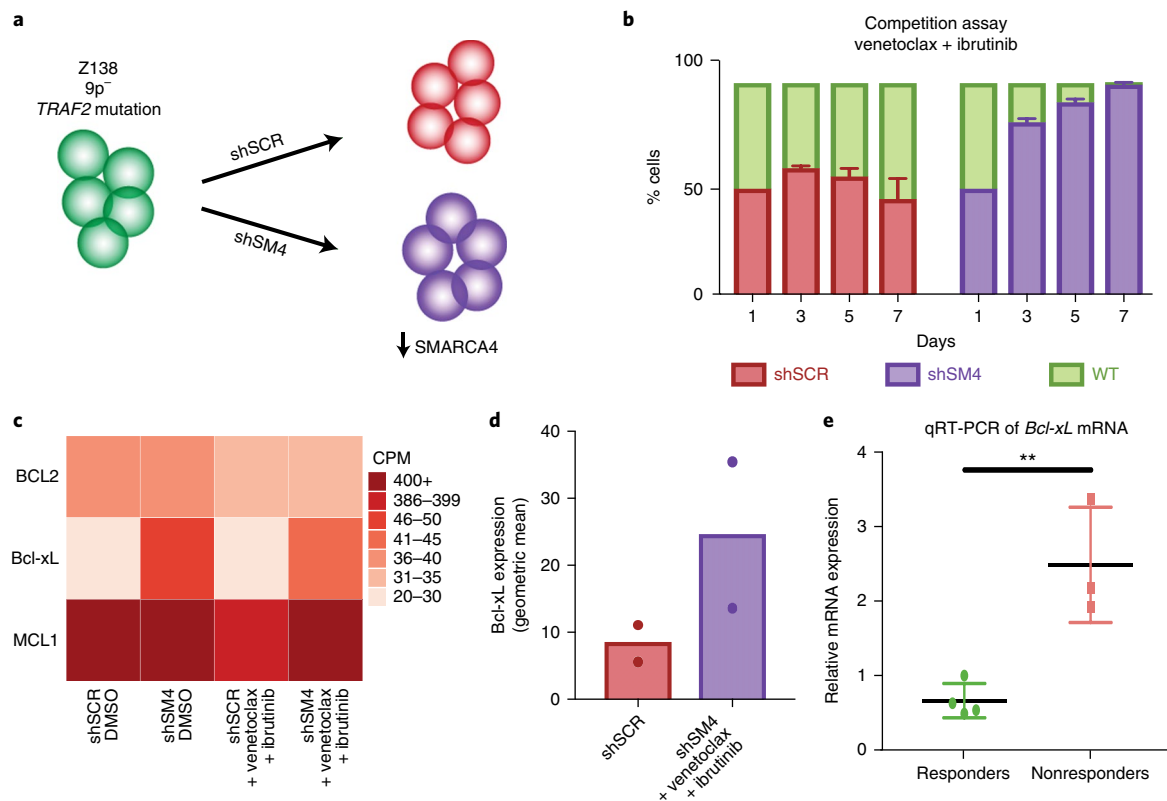 a
Z138
9p⁻
TRAF2 mutation
shSCR
shSM4
SMARCA4
b
Competition assay
venetoclax + ibrutinib
100
50
0
% cells
1 3 5 7 1 3 5 7
Days
shSCR shSM4 WT
c
BCL2
Bcl-xL
MCL1
CPM
400+
386–399
46–50
41–45
36–40
31–35
20–30
shSCR
DMSO
shSM4
DMSO
shSCR
+ venetoclax
+ ibrutinib
shSM4
+ venetoclax
+ ibrutinib
d
Bcl-xL expression
(geometric mean)
40
30
20
10
0
shSCR
shSM4
+ venetoclax
+ ibrutinib
e
qRT-PCR of Bcl-xL mRNA
**
Relative mRNA expression
4
3
2
1
0
Responders Nonresponders